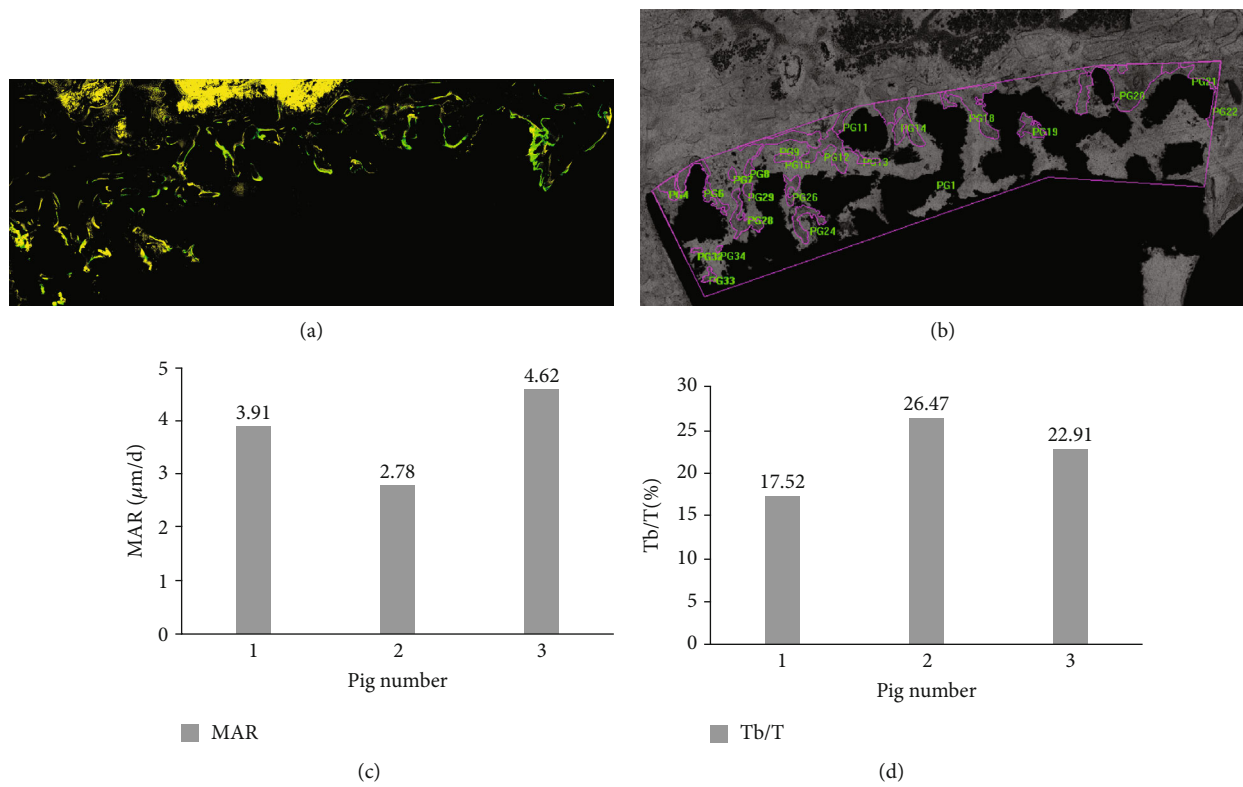 PG21
PG20
PG22
PG11
PG14
PG18
PG19
PG9
PG12
PG13
PG10
PG8
PG7
PG1
PG4
PG6
PG29
PG26
PG28
PG24
PG34
PG33
(a)
(b)
5
4
3
2
1
0
MAR (μm/d)
3.91
2.78
4.62
1 2 3
Pig number
MAR
(c)
30
25
20
15
10
5
0
Tb/T(%)
17.52
26.47
22.91
1 2 3
Pig number
Tb/T
(d)